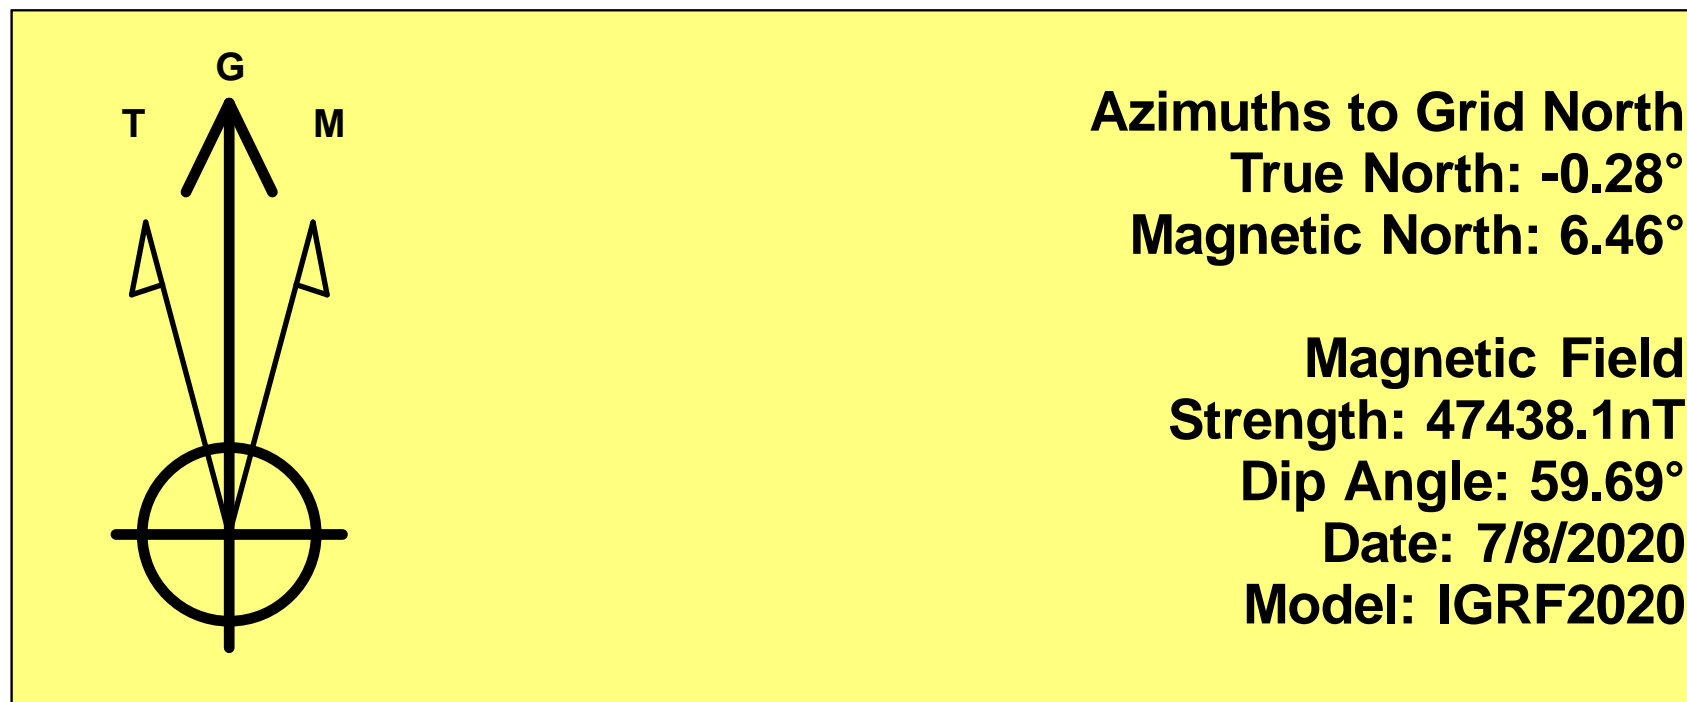 G
T
M
Azimuths to Grid North
True North: -0.28°
Magnetic North: 6.46°
Magnetic Field
Strength: 47438.1nT
Dip Angle: 59.69°
Date: 7/8/2020
Model: IGRF2020